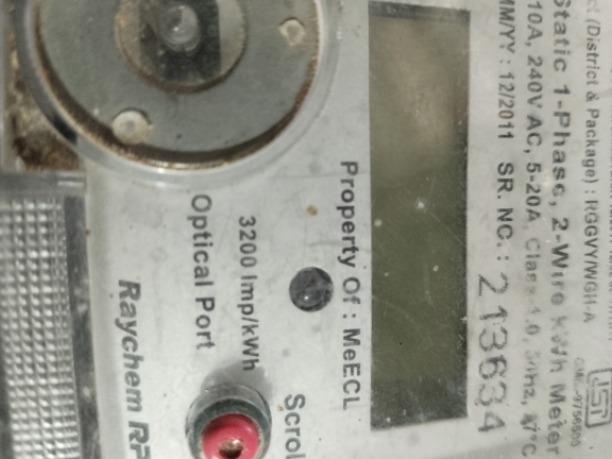 ct (District & Package) : RGGVY/WGH-A
Static 1-Phase, 2-Wire kWh Meter
10A, 240V AC, 5-20A, Class 1.0, 50Hz, 27°C
MM/YY : 12/2011 SR. NO. : 213634
Property Of : MeECL
3200 Imp/kWh
Scrol
Optical Port
Raychem RP